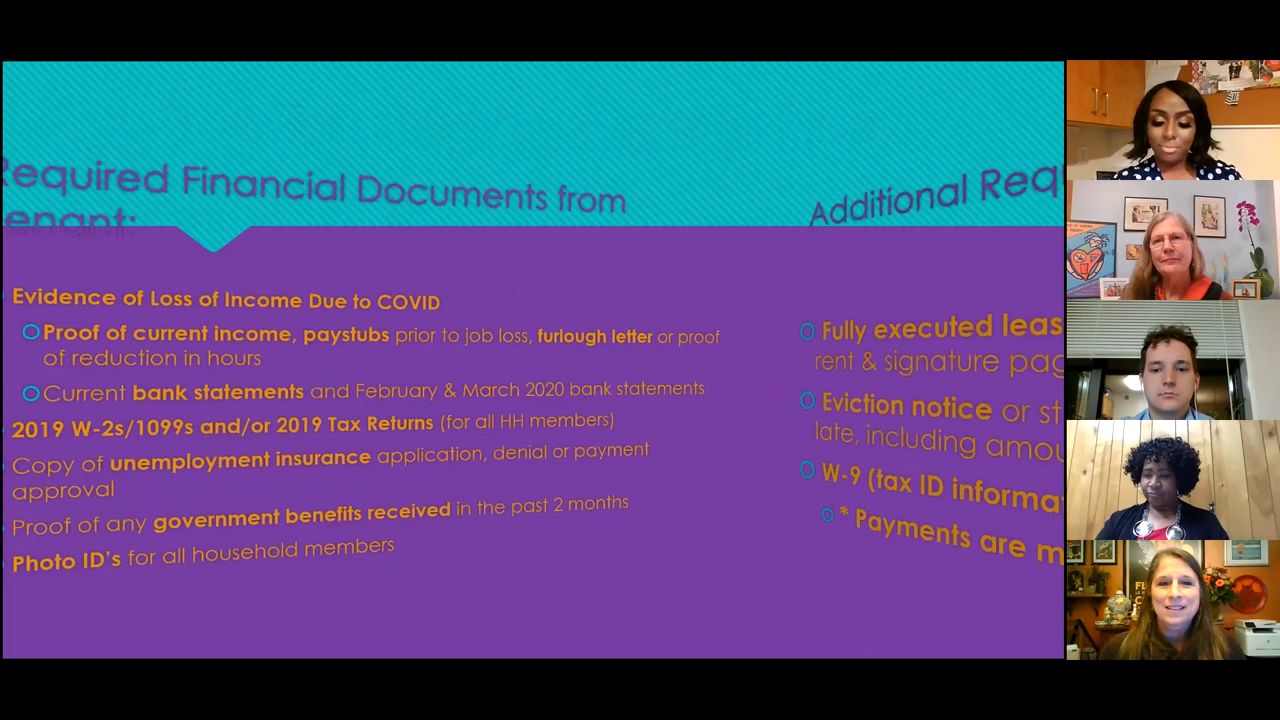 Required Financial Documents from
Tenant:
Evidence of Loss of Income Due to COVID
Proof of current income, paystubs prior to job loss, furlough letter or proof
of reduction in hours
Current bank statements and February & March 2020 bank statements
2019 W-2s/1099s and/or 2019 Tax Returns (for all HH members)
Copy of unemployment insurance application, denial or payment
approval
Proof of any government benefits received in the past 2 months
Photo ID's for all household members
Additional Req
Fully executed leas
rent & signature pag
Eviction notice or st
late, including amou
W-9 (tax ID informat
* Payments are m